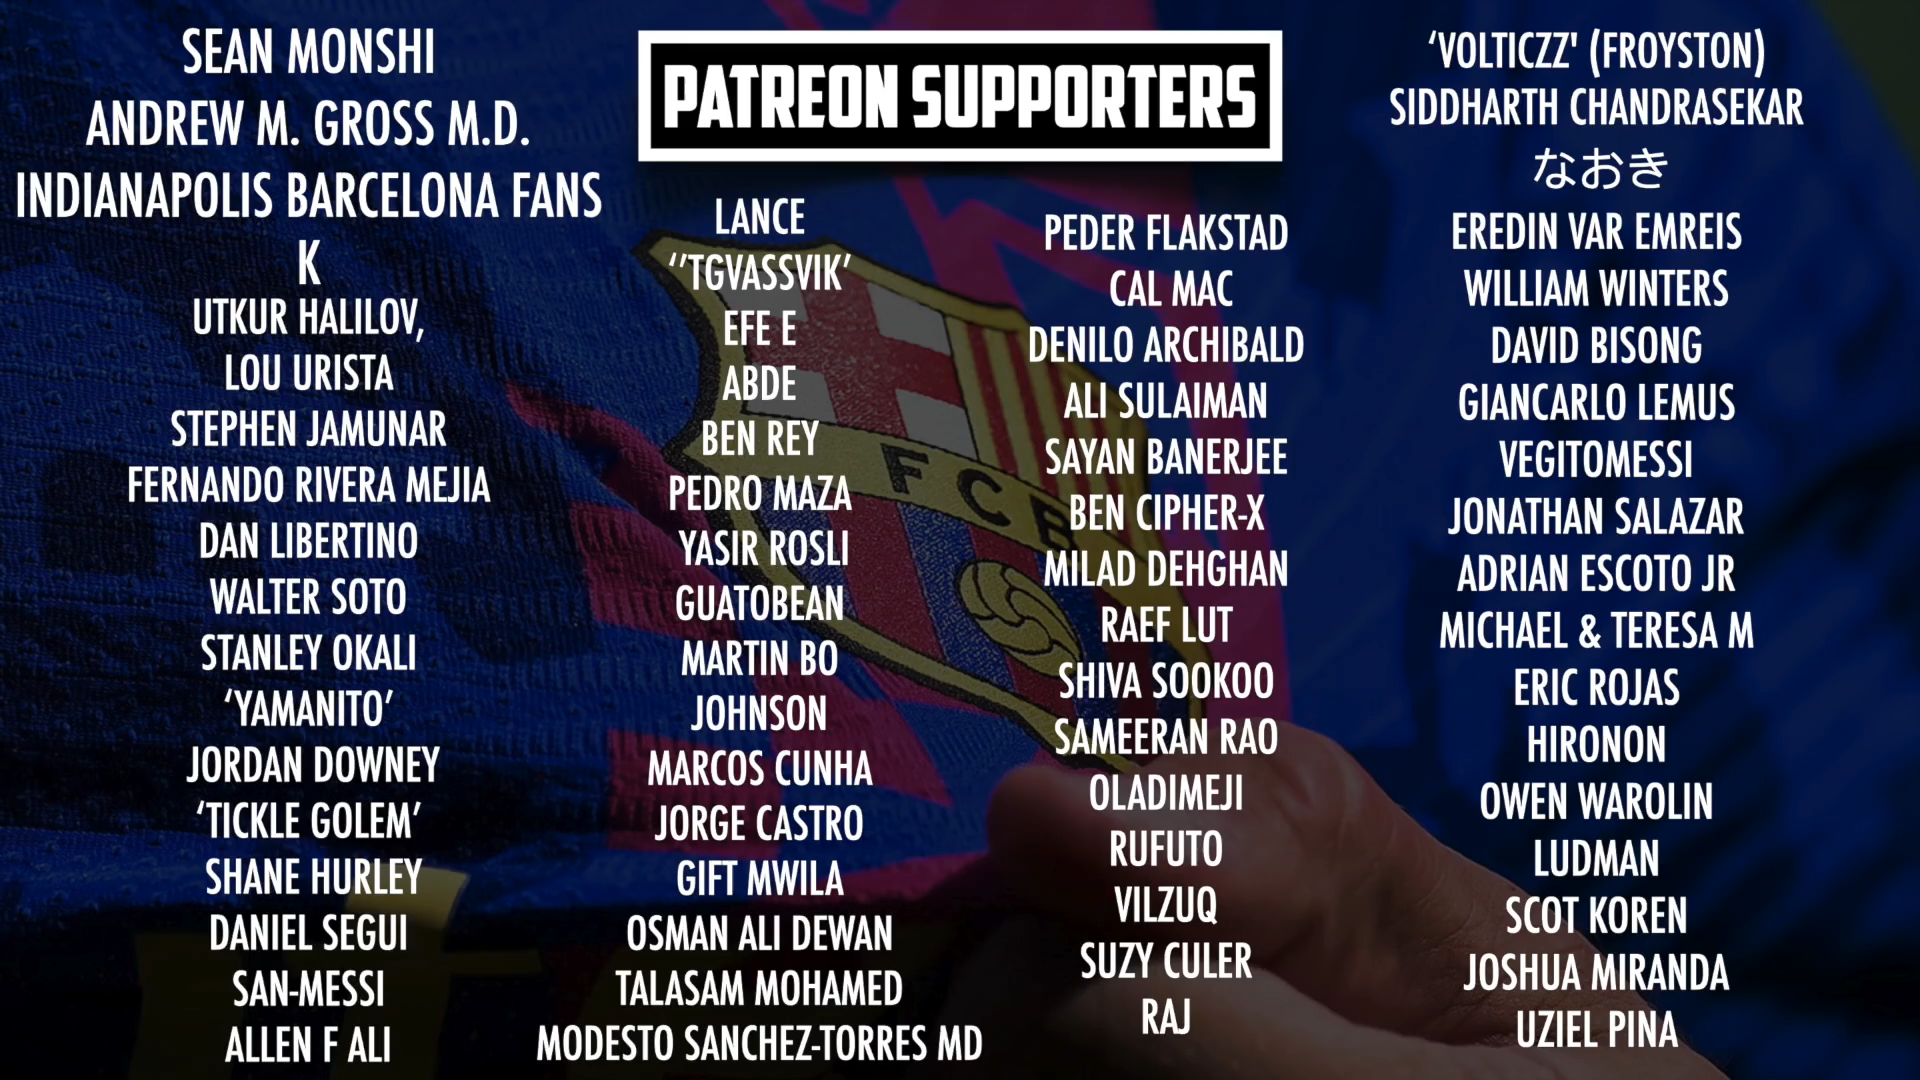 SEAN MONSHI
ANDREW M. GROSS M.D.
INDIANAPOLIS BARCELONA FANS
K
UTKUR HALILOV,
LOU URISTA
STEPHEN JAMUNAR
FERNANDO RIVERA MEJIA
DAN LIBERTINO
WALTER SOTO
STANLEY OKALI
‘YAMANITO’
JORDAN DOWNEY
‘TICKLE GOLEM’
SHANE HURLEY
DANIEL SEGUI
SAN-MESSI
ALLEN F ALI
PATREON SUPPORTERS
LANCE
‘’TGVASSVIK’
EFE E
ABDE
BEN REY
PEDRO MAZA
YASIR ROSLI
GUATOBEAN
MARTIN BO
JOHNSON
MARCOS CUNHA
JORGE CASTRO
GIFT MWILA
OSMAN ALI DEWAN
TALASAM MOHAMED
MODESTO SANCHEZ-TORRES MD
PEDER FLAKSTAD
CAL MAC
DENILO ARCHIBALD
ALI SULAIMAN
SAYAN BANERJEE
BEN CIPHER-X
MILAD DEHGHAN
RAEF LUT
SHIVA SOOKOO
SAMEERAN RAO
OLADIMEJI
RUFUTO
VILZUQ
SUZY CULER
RAJ
‘VOLTICZZ' (FROYSTON)
SIDDHARTH CHANDRASEKAR
なおき
EREDIN VAR EMREIS
WILLIAM WINTERS
DAVID BISONG
GIANCARLO LEMUS
VEGITOMESSI
JONATHAN SALAZAR
ADRIAN ESCOTO JR
MICHAEL & TERESA M
ERIC ROJAS
HIRONON
OWEN WAROLIN
LUDMAN
SCOT KOREN
JOSHUA MIRANDA
UZIEL PINA
FCB